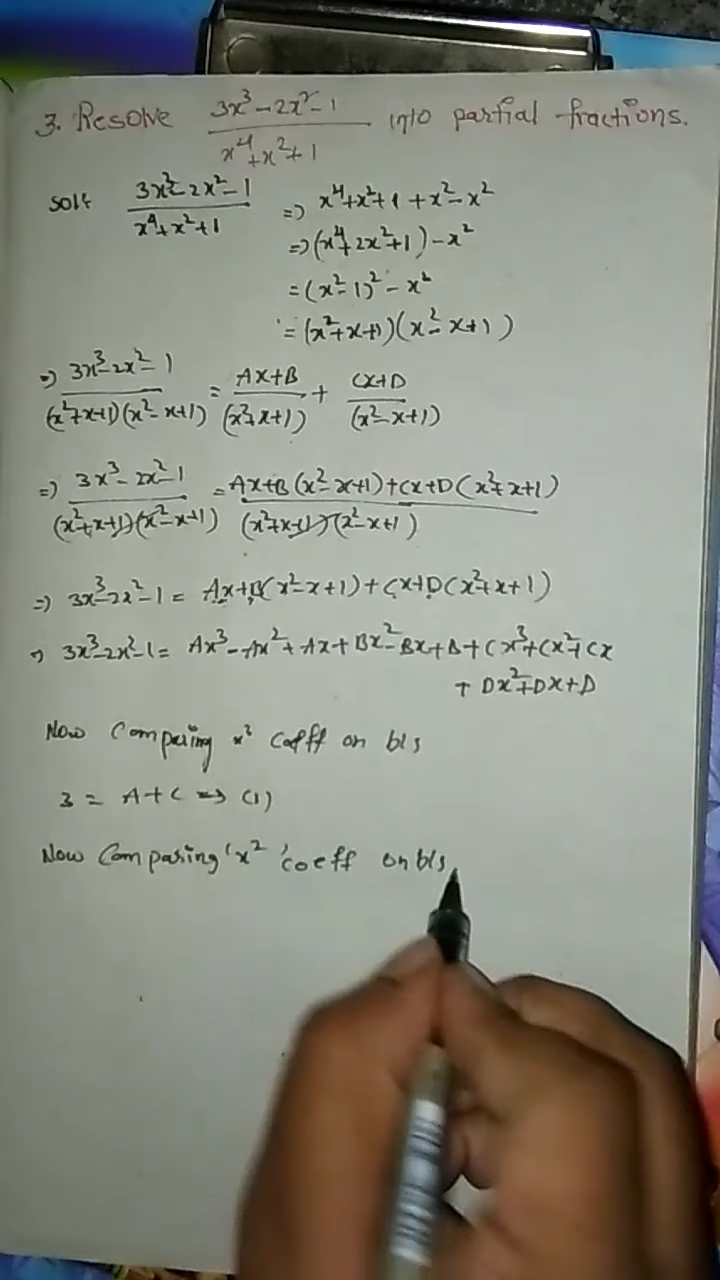 3. Resolve (3x³-2x²-1)/(x⁴+x²+1) into partial fractions.
Sol: (3x²-2x²-1)/(x⁴+x²+1) => x⁴+x²+1+x²-x²
=> (x⁴+2x²+1)-x²
= (x²-1)²-x²
= (x²+x+1)(x²-x+1)
=> (3x³-2x²-1)/((x²+x+1)(x²-x+1)) = (Ax+B)/(x²+x+1) + (Cx+D)/(x²-x+1)
=> (3x³-2x²-1)/((x²+x+1)(x²-x+1)) = (Ax+B(x²-x+1)+Cx+D(x²+x+1))/((x²+x+1)(x²-x+1))
=> 3x³-2x²-1 = Ax+B(x²-x+1)+Cx+D(x²+x+1)
=> 3x³-2x²-1 = Ax³-Ax²+Ax+Bx²-Bx+B+Cx³+Cx²+Cx
+Dx²+Dx+D
Now Comparing x³ coeff on bls
3 = A+C => (1)
Now Comparing 'x²' coeff on bls